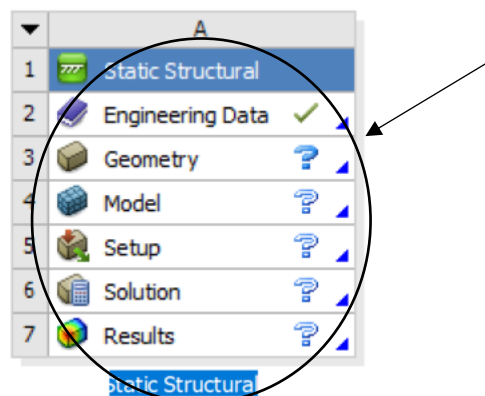 A
1 Static Structural
2 Engineering Data
3 Geometry
4 Model
5 Setup
6 Solution
7 Results
Static Structural